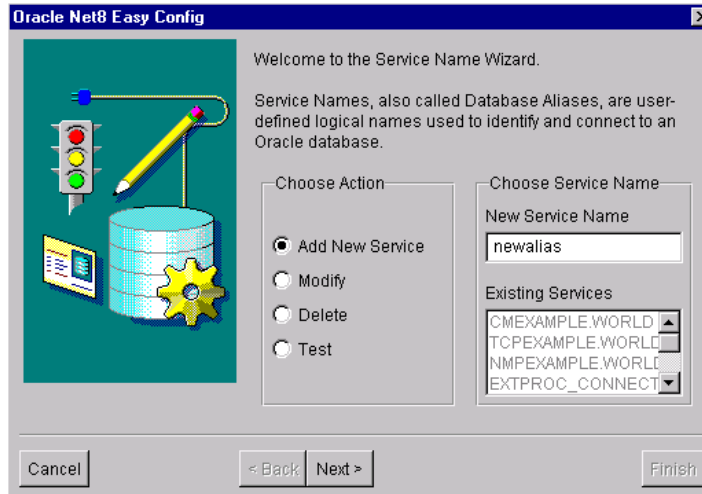 Oracle Net8 Easy Config
Welcome to the Service Name Wizard.
Service Names, also called Database Aliases, are user-
defined logical names used to identify and connect to an
Oracle database.
Choose Action
Add New Service
Modify
Delete
Test
Choose Service Name
New Service Name
newalias
Existing Services
CMEXAMPLE.WORLD
TCPEXAMPLE.WORLD
NMPEXAMPLE.WORLD
EXTPROC_CONNECT
Cancel
< Back
Next >
Finish